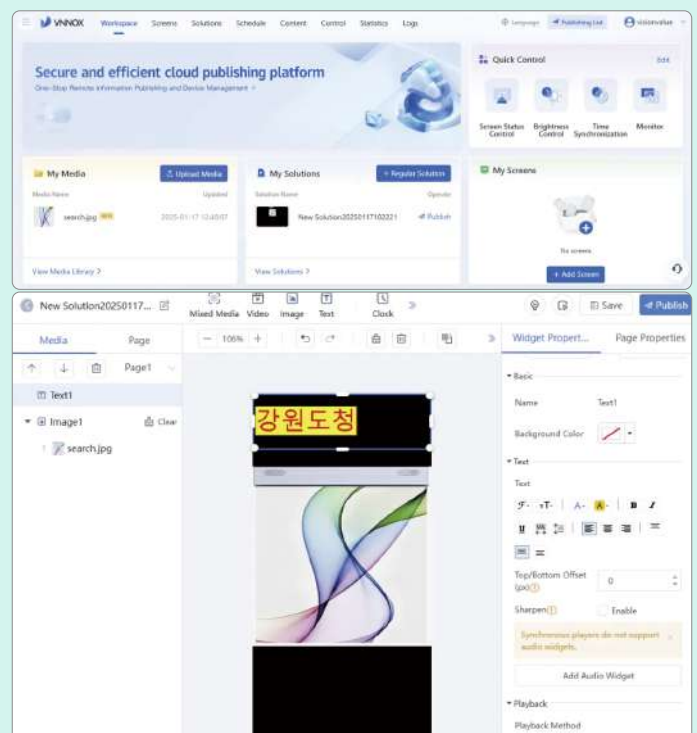 VNNOX Workspace Screens Solutions Schedule Content Control Statistics Logs Language Publishing List visionvalue
Secure and efficient cloud publishing platform
One-Stop Remote Information Publishing and Device Management
Quick Control Edit
Screen Status Control
Brightness Control
Time Synchronization
Monitor
My Media Upload Media
Media Name Updated
search.jpg 2025-01-17 12:40:07
View Media Library >
My Solutions + Regular Solution
Solution Name Operate
New Solution20250117102221 Publish
View Solutions >
My Screens
No screens.
+ Add Screen
New Solution20250117... Mixed Media Video Image Text Clock Save Publish
Media Page
Page1
Text1
Image1 Clear
1 search.jpg
106%
강원도청
Widget Propert... Page Properties
Basic
Name Text1
Background Color
Text
Text
Top/Bottom Offset (px) 0
Sharpen Enable
Synchronous players do not support audio widgets.
Add Audio Widget
Playback
Playback Method